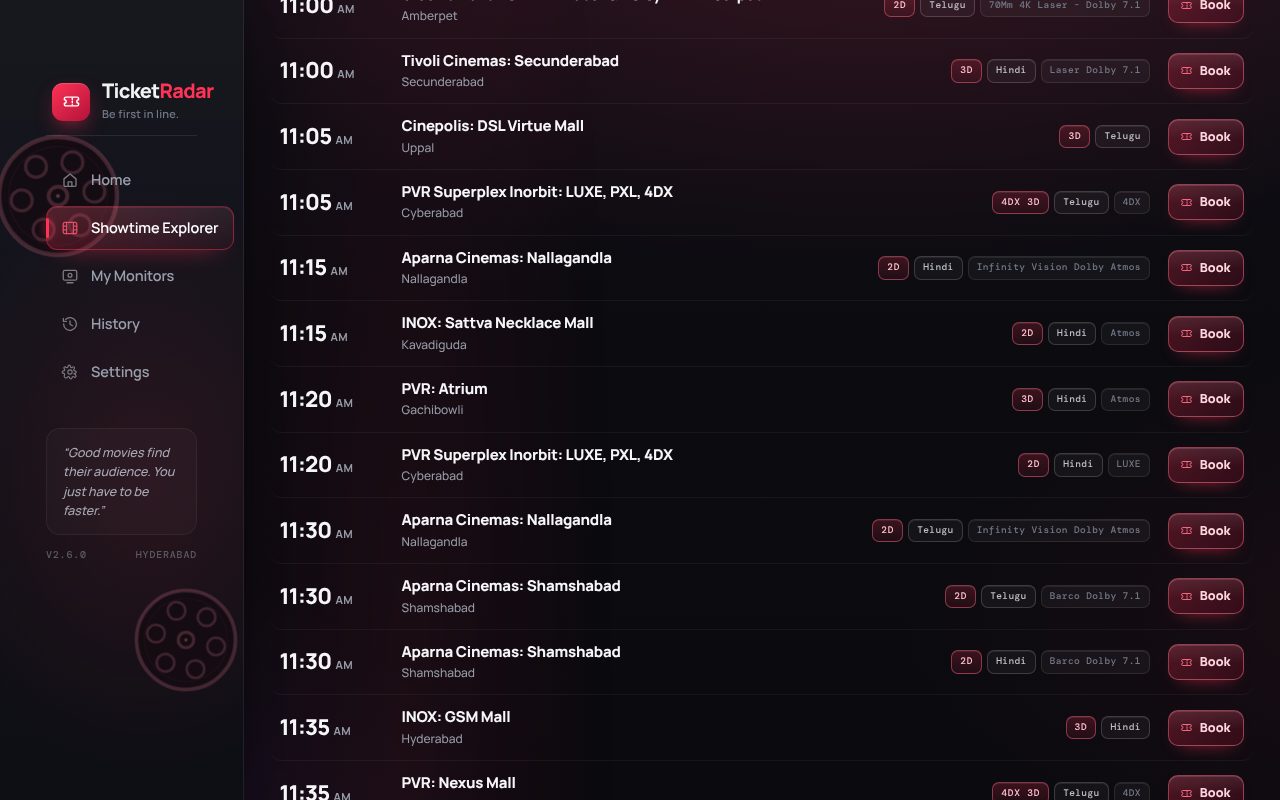 TicketRadar
Be first in line.
Home
Showtime Explorer
My Monitors
History
Settings
"Good movies find
their audience. You
just have to be
faster."
V2.6.0 HYDERABAD
11:00 AM
Amberpet
2D Telugu 70Mm 4K Laser - Dolby 7.1 Book
11:00 AM
Tivoli Cinemas: Secunderabad
Secunderabad
3D Hindi Laser Dolby 7.1 Book
11:05 AM
Cinepolis: DSL Virtue Mall
Uppal
3D Telugu Book
11:05 AM
PVR Superplex Inorbit: LUXE, PXL, 4DX
Cyberabad
4DX 3D Telugu 4DX Book
11:15 AM
Aparna Cinemas: Nallagandla
Nallagandla
2D Hindi Infinity Vision Dolby Atmos Book
11:15 AM
INOX: Sattva Necklace Mall
Kavadiguda
2D Hindi Atmos Book
11:20 AM
PVR: Atrium
Gachibowli
3D Hindi Atmos Book
11:20 AM
PVR Superplex Inorbit: LUXE, PXL, 4DX
Cyberabad
2D Hindi LUXE Book
11:30 AM
Aparna Cinemas: Nallagandla
Nallagandla
2D Telugu Infinity Vision Dolby Atmos Book
11:30 AM
Aparna Cinemas: Shamshabad
Shamshabad
2D Telugu Barco Dolby 7.1 Book
11:30 AM
Aparna Cinemas: Shamshabad
Shamshabad
2D Hindi Barco Dolby 7.1 Book
11:35 AM
INOX: GSM Mall
Hyderabad
3D Hindi Book
11:35 AM
PVR: Nexus Mall
4DX 3D Telugu 4DX Book